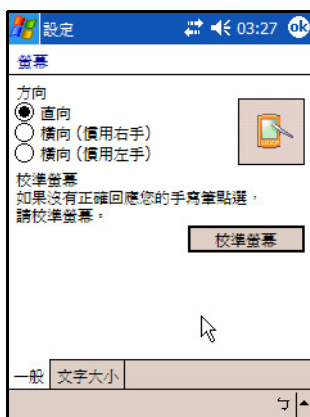 設定 03:27 ok
螢幕
方向
直向
橫向 (慣用右手)
橫向 (慣用左手)
校準螢幕
如果沒有正確回應您的手寫筆點選，
請校準螢幕。
校準螢幕
一般 文字大小
ㄅ